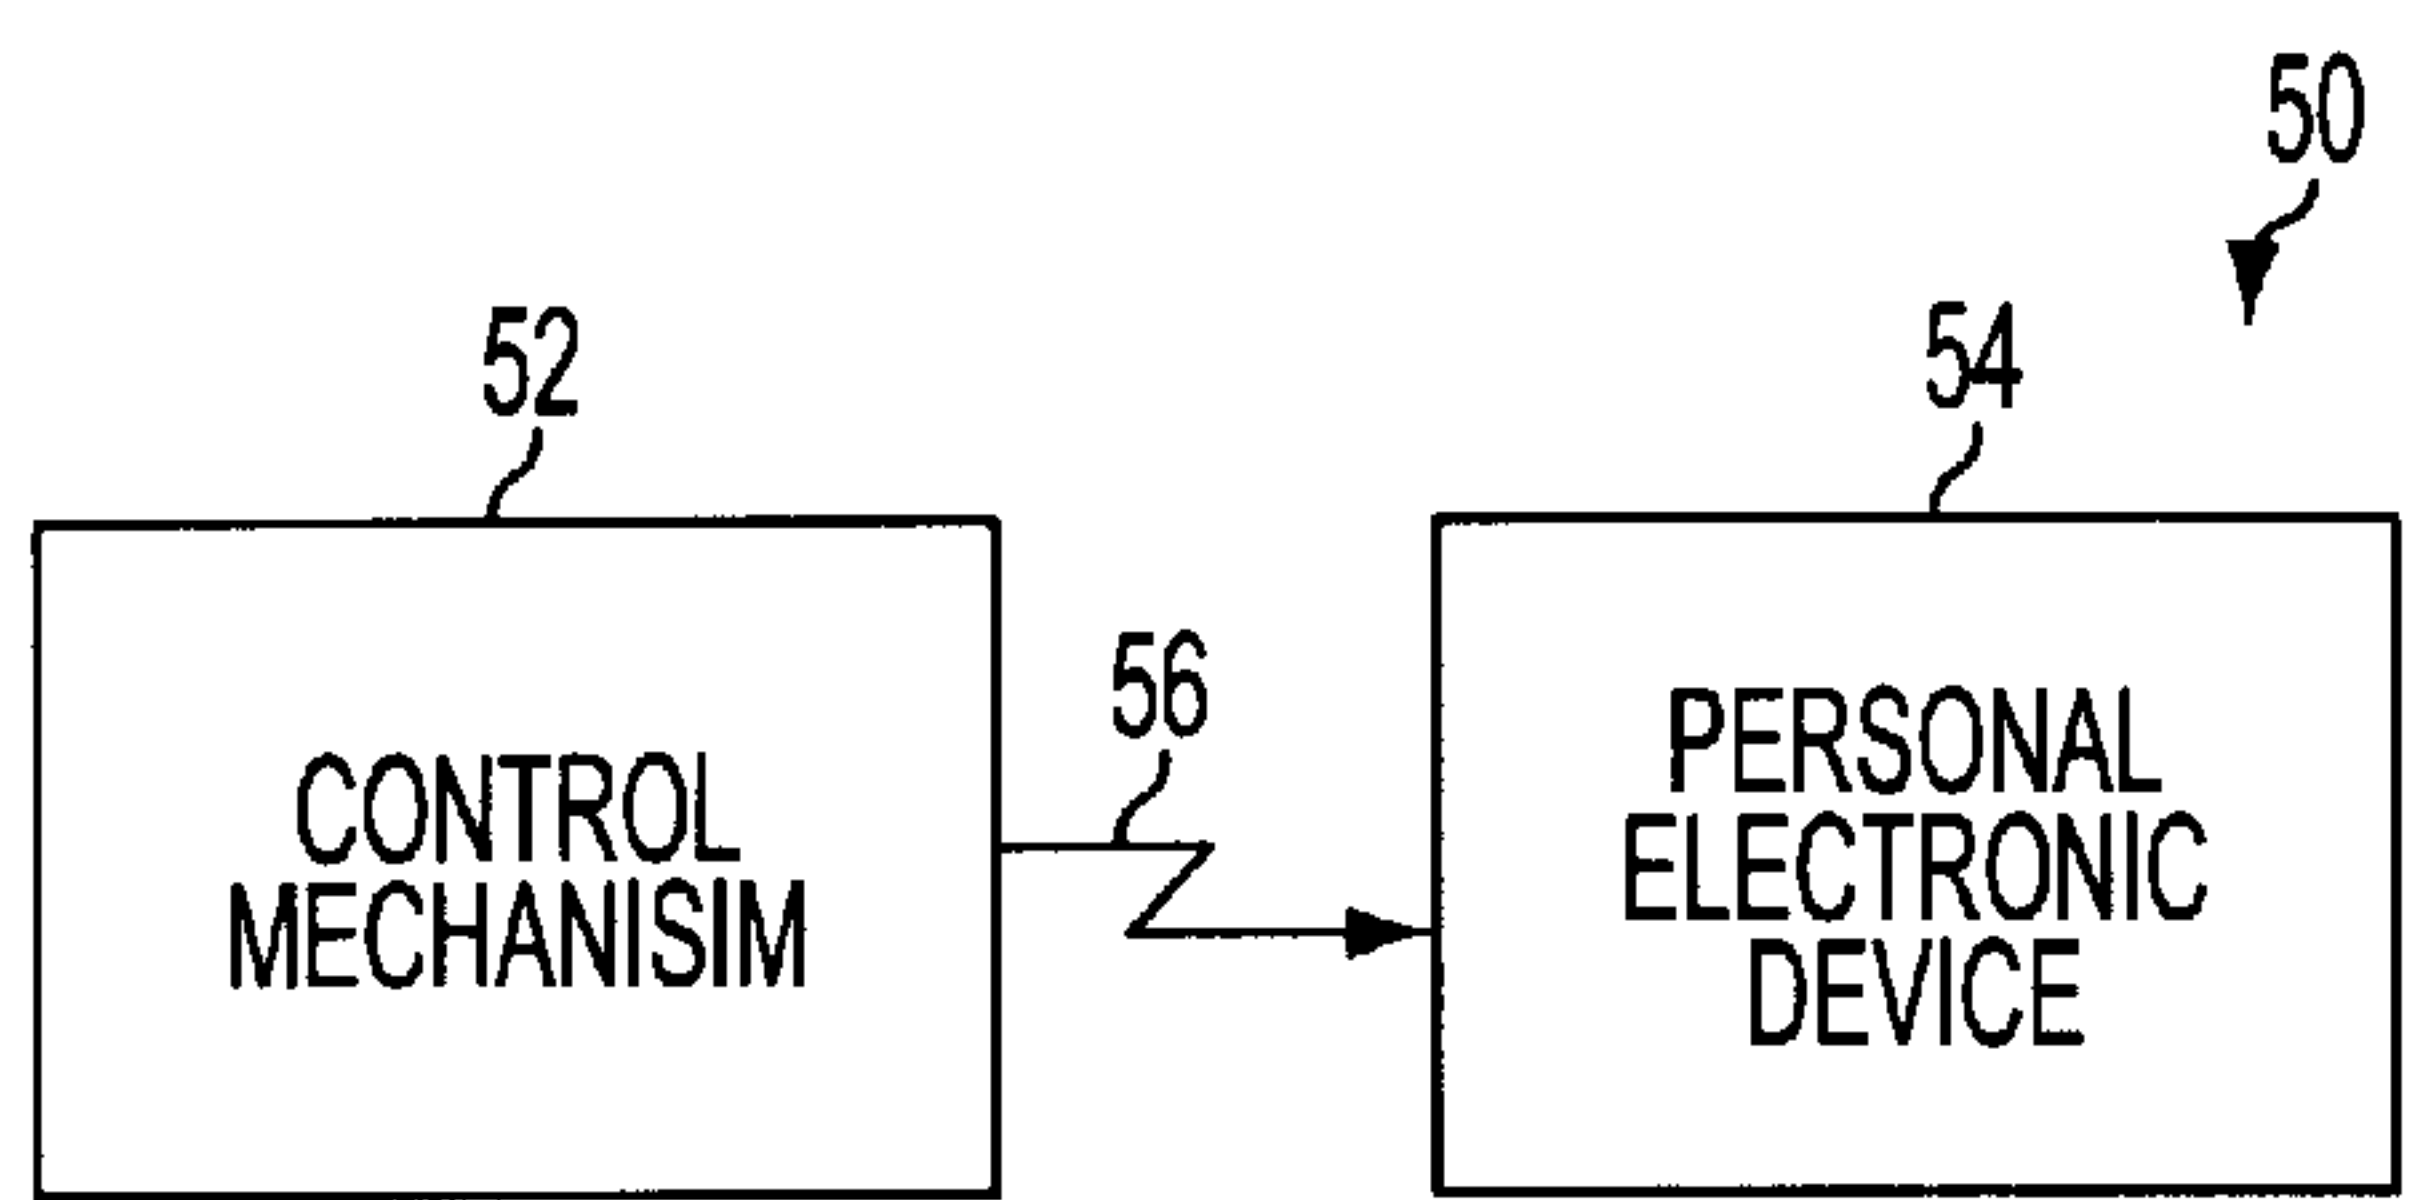 50
52
54
56
CONTROL
MECHANISIM
PERSONAL
ELECTRONIC
DEVICE